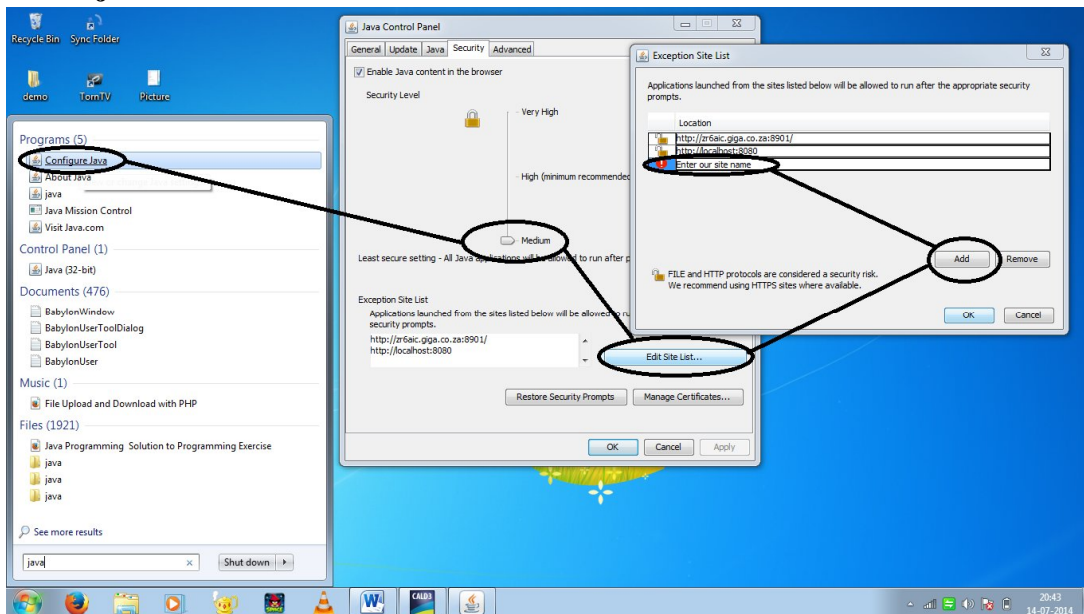 Recycle Bin
Sync Folder
demo
TornTV
Picture
Programs (5)
Configure Java
About Java
java
Java Mission Control
Visit Java.com
Control Panel (1)
Java (32-bit)
Documents (476)
BabylonWindow
BabylonUserToolDialog
BabylonUserTool
BabylonUser
Music (1)
File Upload and Download with PHP
Files (1921)
Java Programming Solution to Programming Exercise
java
java
java
See more results
java
Shut down
Java Control Panel
General Update Java Security Advanced
Enable Java content in the browser
Security Level
Very High
High (minimum recommended
Medium
Least secure setting - All Java applications will be allowed to run after p
Exception Site List
Applications launched from the sites listed below will be allowed to ru
security prompts.
http://zr6aic.giga.co.za:8901/
http://localhost:8080
Edit Site List...
Restore Security Prompts
Manage Certificates...
OK
Cancel
Apply
Exception Site List
Applications launched from the sites listed below will be allowed to run after the appropriate security
prompts.
Location
http://zr6aic.giga.co.za:8901/
http://localhost:8080
Enter our site name
Add
Remove
FILE and HTTP protocols are considered a security risk.
We recommend using HTTPS sites where available.
OK
Cancel
W
CALD3
20:43
14-07-2014